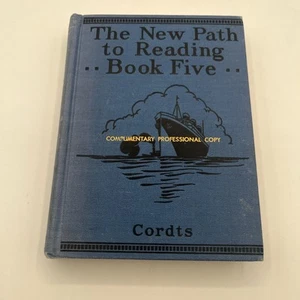 The New Path
to Reading
·· Book Five ··
COMPLIMENTARY PROFESSIONAL COPY
Cordts